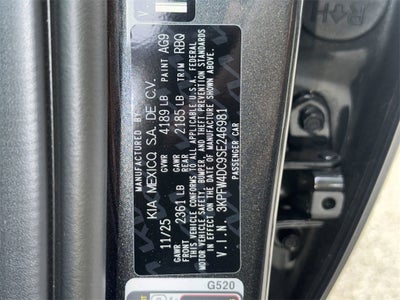 MANUFACTURED BY
KIA MEXICO S.A. DE C.V.
11/25 GVWR 4189 LB PAINT AG9
GAWR FRONT 2361 LB GAWR REAR 2185 LB TRIM RBQ
THIS VEHICLE CONFORMS TO ALL APPLICABLE U.S.A. FEDERAL
MOTOR VEHICLE SAFETY, BUMPER, AND THEFT PREVENTION STANDARDS
IN EFFECT ON THE DATE OF MANUFACTURE SHOWN ABOVE.
V.I.N. 3KPFW4DC9SE246981
PASSENGER CAR
G520